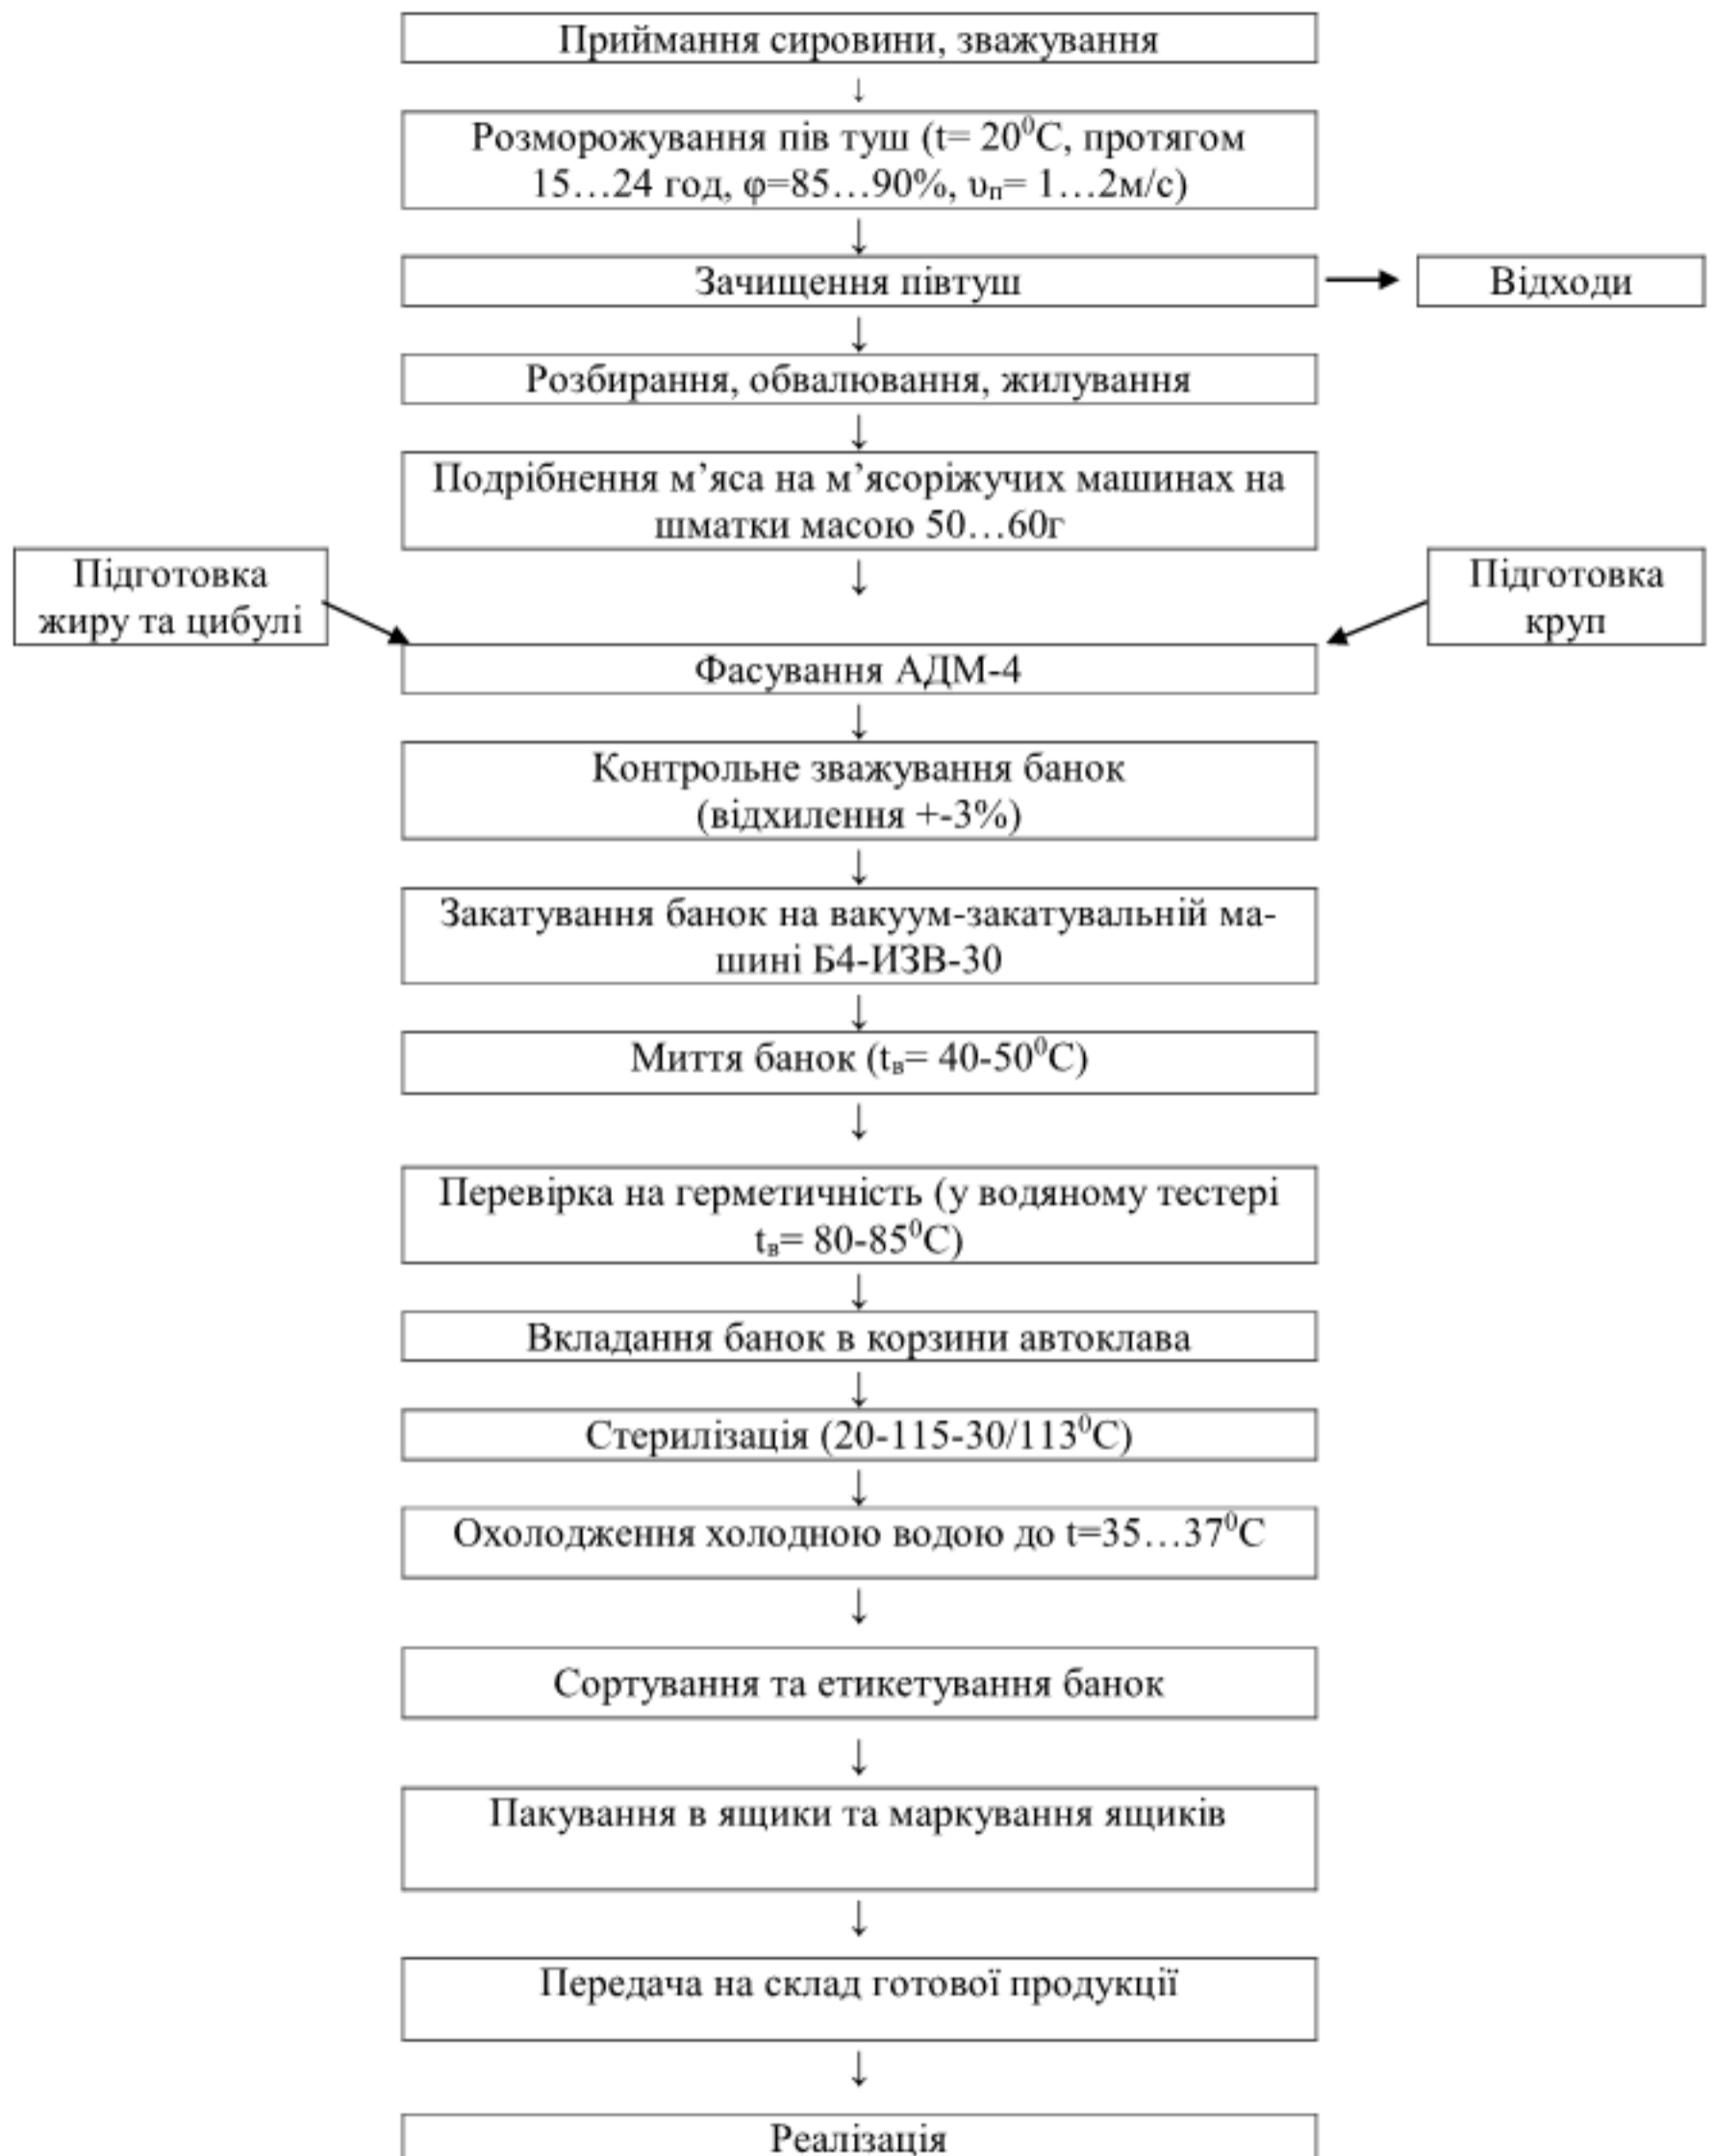 Приймання сировини, зважування
↓
Розморожування пів туш (t= 20⁰С, протягом
15…24 год, φ=85…90%, υₚ= 1…2м/с)
↓
Зачищення півтуш → Відходи
↓
Розбирання, обвалювання, жилування
↓
Подрібнення м’яса на м’ясоріжучих машинах на
шматки масою 50…60г
Підготовка
жиру та цибулі
↓
Підготовка
круп
Фасування АДМ-4
↓
Контрольне зважування банок
(відхилення +-3%)
↓
Закатування банок на вакуум-закатувальній ма-
шині Б4-ИЗВ-30
↓
Миття банок (tв= 40-50⁰С)
↓
Перевірка на герметичність (у водяному тестері
tв= 80-85⁰С)
↓
Вкладання банок в корзини автоклава
↓
Стерилізація (20-115-30/113⁰С)
↓
Охолодження холодною водою до t=35…37⁰С
↓
Сортування та етикетування банок
↓
Пакування в ящики та маркування ящиків
↓
Передача на склад готової продукції
↓
Реалізація